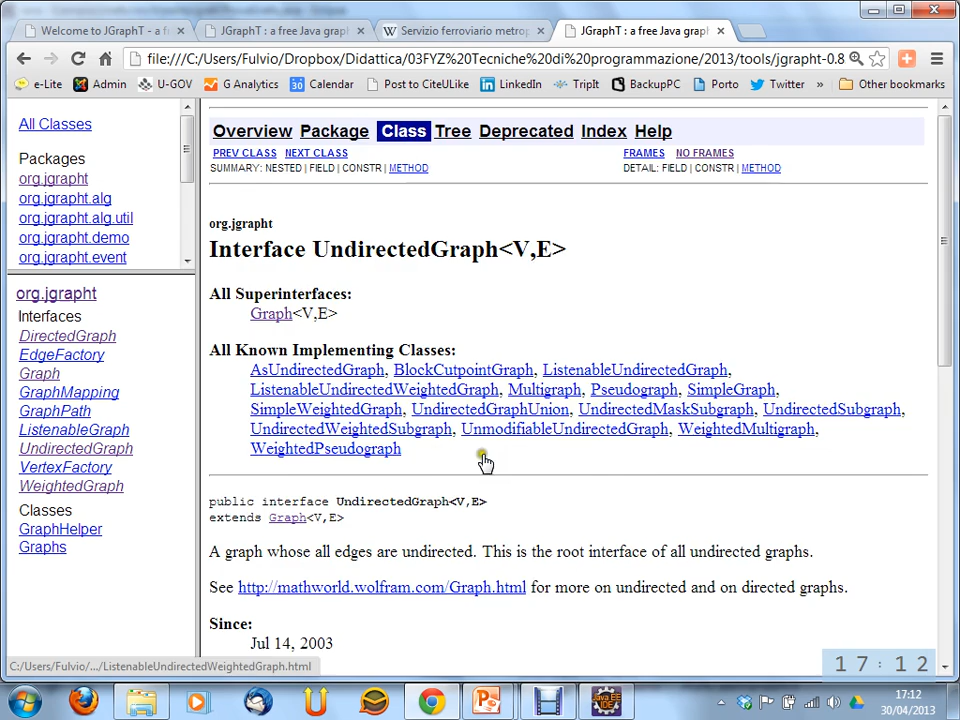 Welcome to JGraphT - a f
JGraphT : a free Java graph
Servizio ferroviario metrop
JGraphT : a free Java grap
file:///C:/Users/Fulvio/Dropbox/Didattica/03FYZ%20Tecniche%20di%20programmazione/2013/tools/jgrapht-0.8
e-Lite Admin U-GOV G Analytics Calendar Post to CiteULike LinkedIn TripIt BackupPC Porto Twitter » Other bookmarks
All Classes
Packages
org.jgrapht
org.jgrapht.alg
org.jgrapht.alg.util
org.jgrapht.demo
org.jgrapht.event
org.jgrapht
Interfaces
DirectedGraph
EdgeFactory
Graph
GraphMapping
GraphPath
ListenableGraph
UndirectedGraph
VertexFactory
WeightedGraph
Classes
GraphHelper
Graphs
Overview Package Class Tree Deprecated Index Help
PREV CLASS NEXT CLASS FRAMES NO FRAMES
SUMMARY: NESTED | FIELD | CONSTR | METHOD DETAIL: FIELD | CONSTR | METHOD
org.jgrapht
Interface UndirectedGraph<V,E>
All Superinterfaces:
Graph<V,E>
All Known Implementing Classes:
AsUndirectedGraph, BlockCutpointGraph, ListenableUndirectedGraph,
ListenableUndirectedWeightedGraph, Multigraph, Pseudograph, SimpleGraph,
SimpleWeightedGraph, UndirectedGraphUnion, UndirectedMaskSubgraph, UndirectedSubgraph,
UndirectedWeightedSubgraph, UnmodifiableUndirectedGraph, WeightedMultigraph,
WeightedPseudograph
public interface UndirectedGraph<V,E>
extends Graph<V,E>
A graph whose all edges are undirected. This is the root interface of all undirected graphs.
See http://mathworld.wolfram.com/Graph.html for more on undirected and on directed graphs.
Since:
Jul 14, 2003
C:/Users/Fulvio/.../ListenableUndirectedWeightedGraph.html
17:12
17:12
30/04/2013